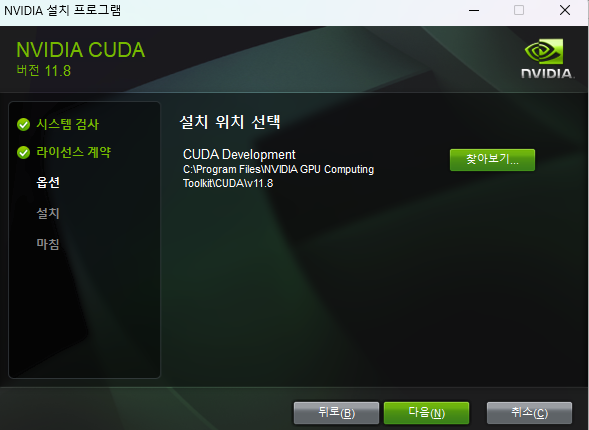 NVIDIA 설치 프로그램
NVIDIA CUDA
버전 11.8
NVIDIA.
시스템 검사
라이선스 계약
옵션
설치
마침
설치 위치 선택
CUDA Development
C:\Program Files\NVIDIA GPU Computing
Toolkit\CUDA\v11.8
찾아보기...
뒤로(B)
다음(N)
취소(C)